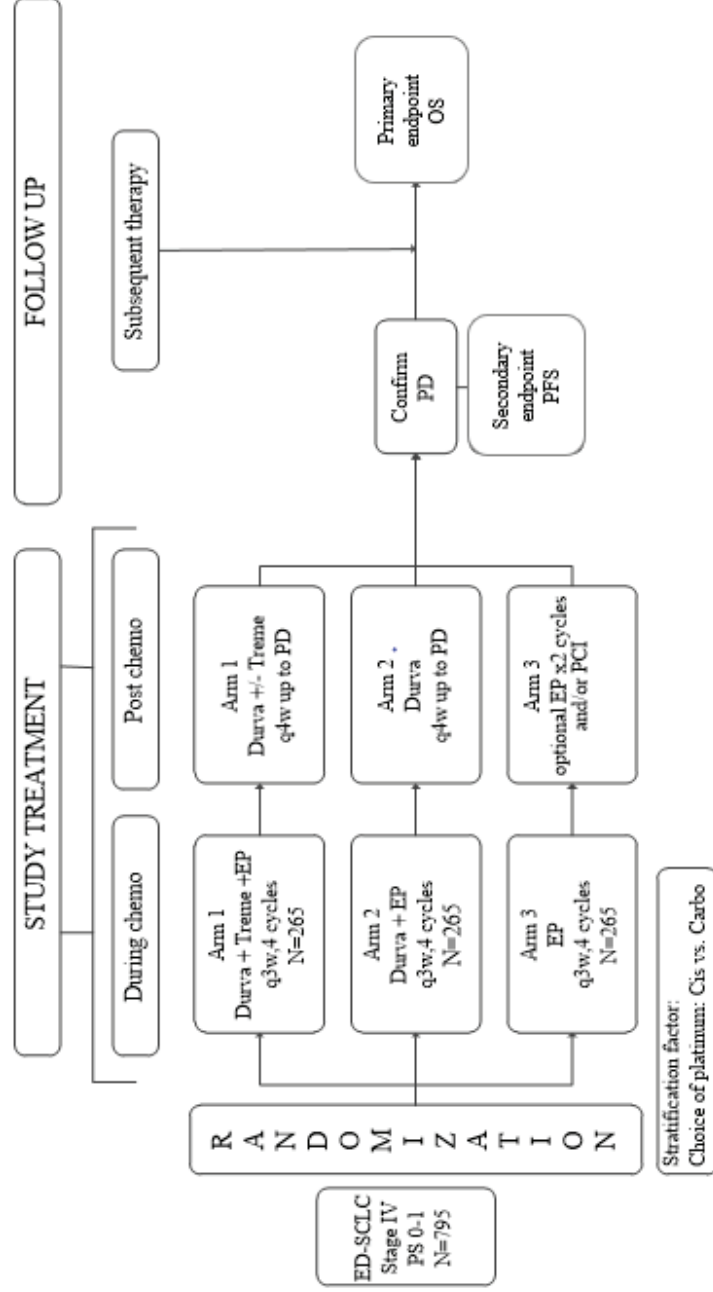 STUDY TREATMENT
FOLLOW UP
During chemo
Post chemo
Subsequent therapy
ED-SCLC
Stage IV
PS 0-1
N=795
R
A
N
D
O
M
I
Z
A
T
I
O
N
Arm 1
Durva + Treme +EP
q3w,4 cycles
N=265
Arm 1
Durva +/- Treme
q4w up to PD
Arm 2
Durva + EP
q3w,4 cycles
N=265
Arm 2
Durva
q4w up to PD
Arm 3
EP
q3w,4 cycles
N=265
Arm 3
optional EP x2 cycles
and/or PCI
Confirm
PD
Secondary
endpoint
PFS
Primary
endpoint
OS
Stratification factor:
Choice of platinum: Cis vs. Carbo